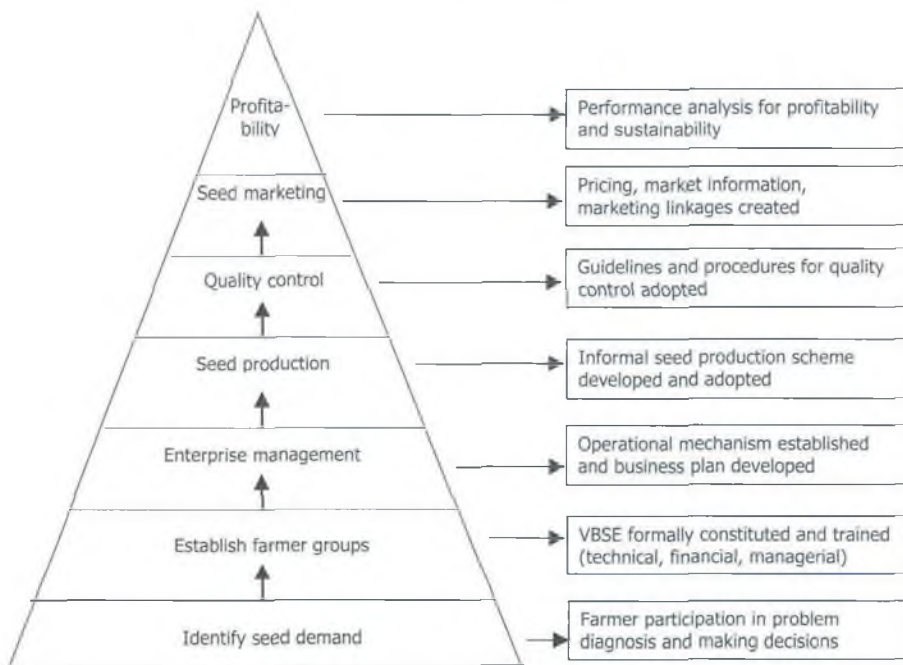 Profita-
bility
Performance analysis for profitability
and sustainability
Seed marketing
Pricing, market information,
marketing linkages created
Quality control
Guidelines and procedures for quality
control adopted
Seed production
Informal seed production scheme
developed and adopted
Enterprise management
Operational mechanism established
and business plan developed
Establish farmer groups
VBSE formally constituted and trained
(technical, financial, managerial)
Identify seed demand
Farmer participation in problem
diagnosis and making decisions